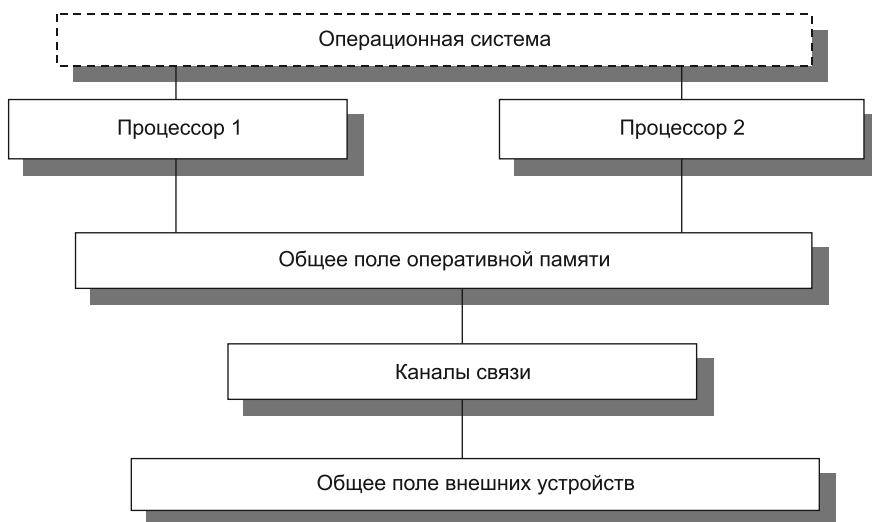 Операционная система
Процессор 1
Процессор 2
Общее поле оперативной памяти
Каналы связи
Общее поле внешних устройств